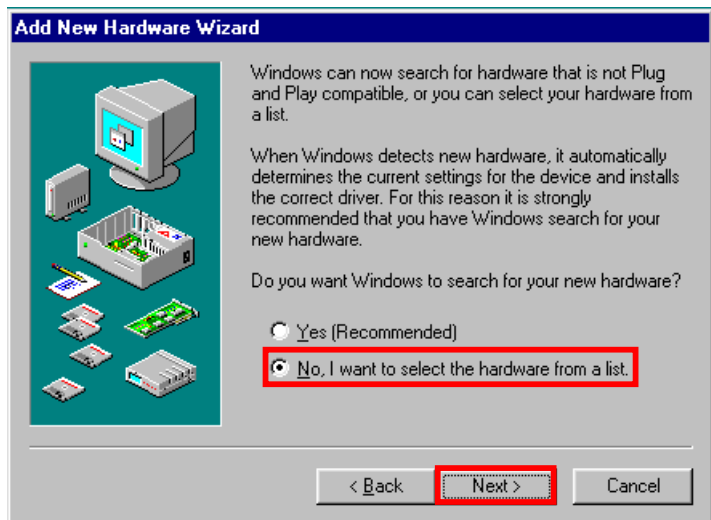 Add New Hardware Wizard
Windows can now search for hardware that is not Plug
and Play compatible, or you can select your hardware from
a list.
When Windows detects new hardware, it automatically
determines the current settings for the device and installs
the correct driver. For this reason it is strongly
recommended that you have Windows search for your
new hardware.
Do you want Windows to search for your new hardware?
Yes (Recommended)
No, I want to select the hardware from a list.
< Back Next > Cancel